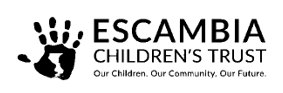 ESCAMBIA
CHILDREN'S TRUST
Our Children. Our Community. Our Future.